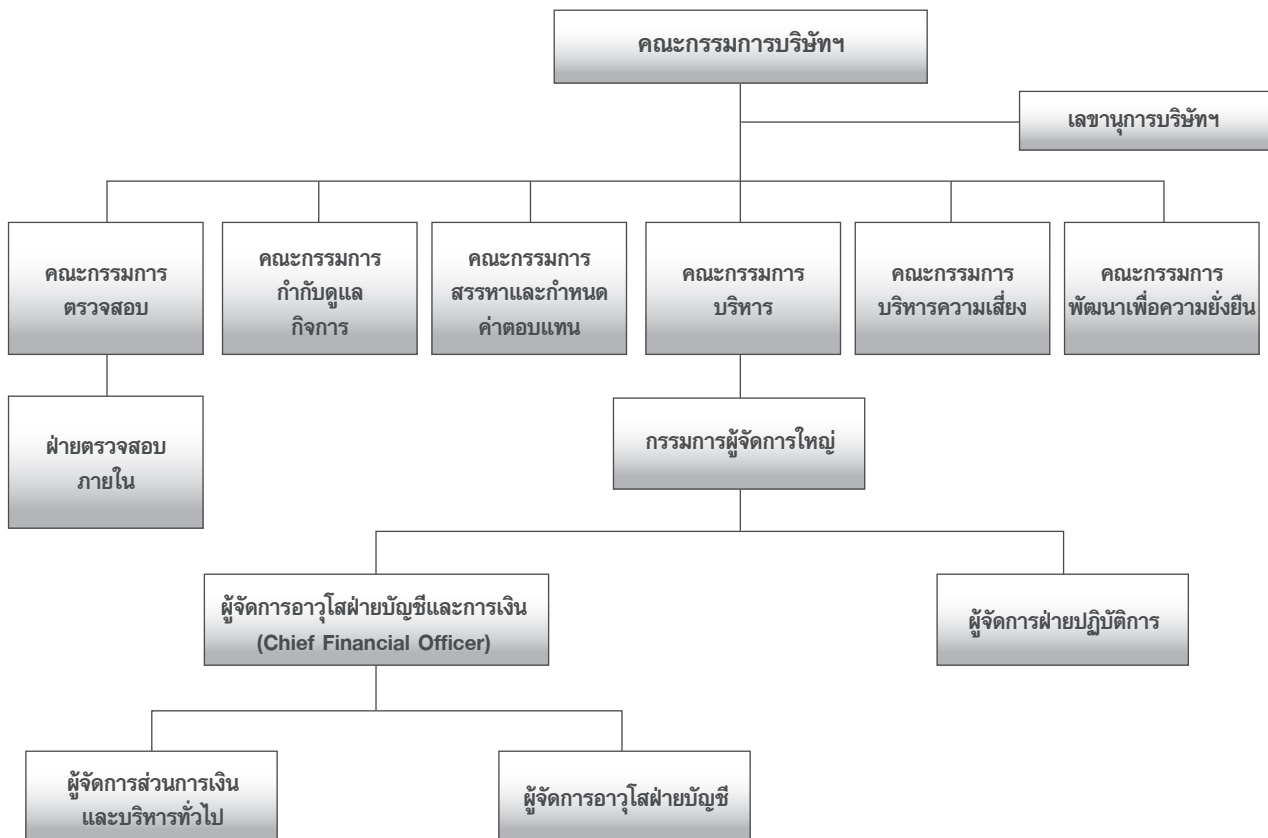 คณะกรรมการบริษัทฯ
เลขานุการบริษัทฯ
คณะกรรมการ
ตรวจสอบ
คณะกรรมการ
กำกับดูแล
กิจการ
คณะกรรมการ
สรรหาและกำหนด
ค่าตอบแทน
คณะกรรมการ
บริหาร
คณะกรรมการ
บริหารความเสี่ยง
คณะกรรมการ
พัฒนาเพื่อความยั่งยืน
ฝ่ายตรวจสอบ
ภายใน
กรรมการผู้จัดการใหญ่
ผู้จัดการอาวุโสฝ่ายบัญชีและการเงิน
(Chief Financial Officer)
ผู้จัดการฝ่ายปฏิบัติการ
ผู้จัดการส่วนการเงิน
และบริหารทั่วไป
ผู้จัดการอาวุโสฝ่ายบัญชี